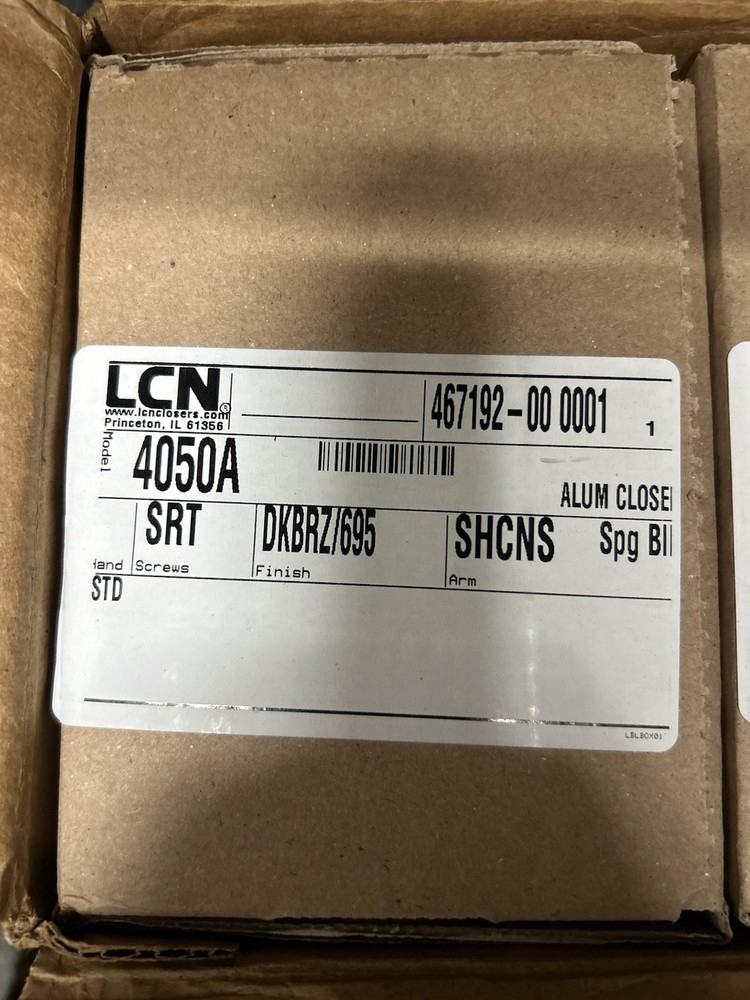 LCN®
www.lcnclosers.com
Princeton, IL 61356
467192-00 0001 1
Model
4050A
ALUM CLOSE
SRT DKBRZ/695 SHCNS Spg Bl
Hand Screws Finish Arm
STD
LBLBOX01